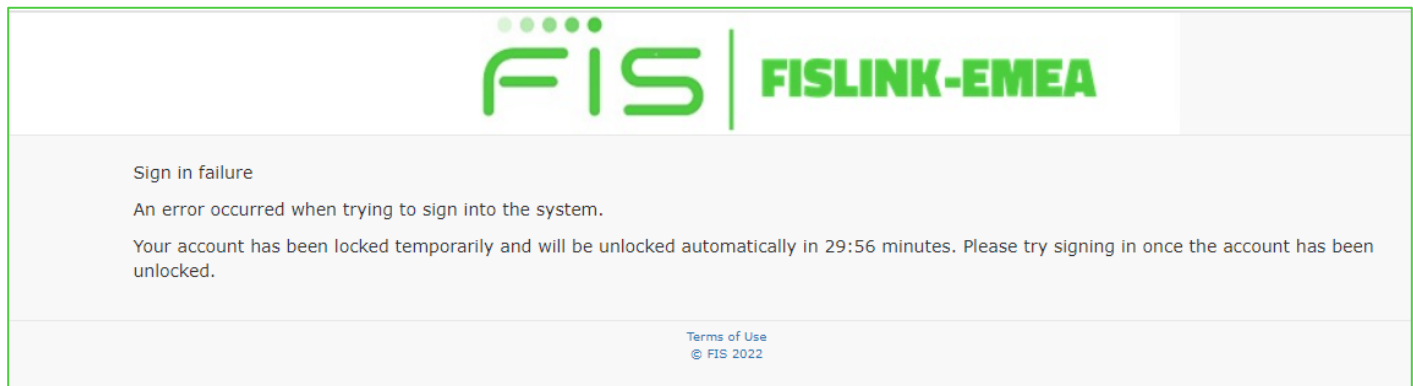 FIS FISLINK-EMEA
Sign in failure
An error occurred when trying to sign into the system.
Your account has been locked temporarily and will be unlocked automatically in 29:56 minutes. Please try signing in once the account has been
unlocked.
Terms of Use
© FIS 2022